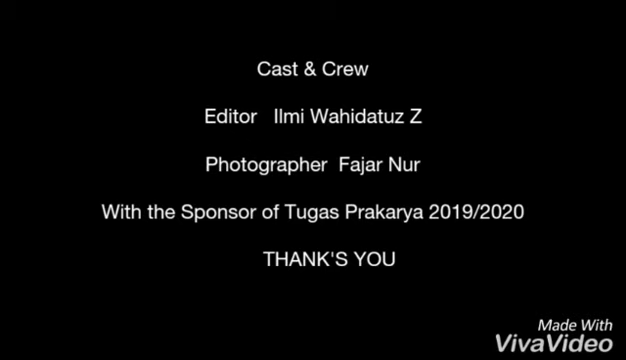 Cast & Crew
Editor Ilmi Wahidatuz Z
Photographer Fajar Nur
With the Sponsor of Tugas Prakarya 2019/2020
THANK'S YOU
Made With
VivaVideo